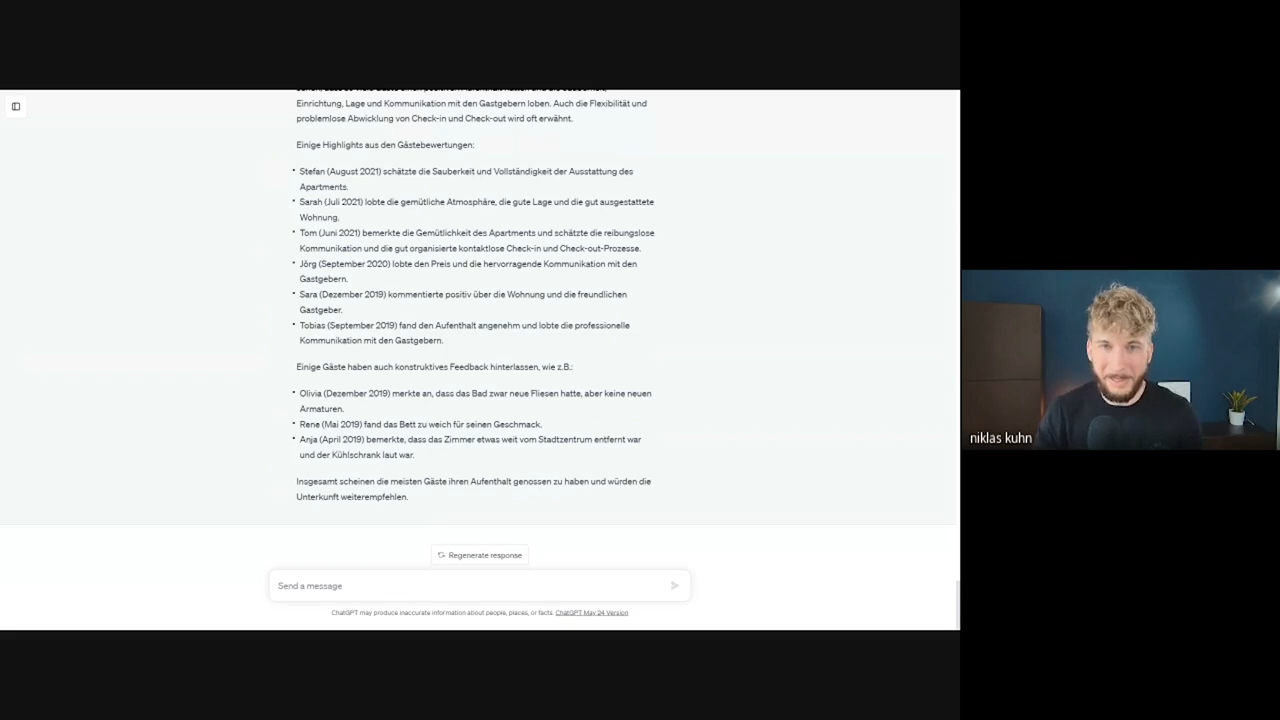 Einrichtung, Lage und Kommunikation mit den Gastgebern loben. Auch die Flexibilität und
problemlose Abwicklung von Check-in und Check-out wird oft erwähnt.
Einige Highlights aus den Gästebewertungen:
• Stefan (August 2021) schätzte die Sauberkeit und Vollständigkeit der Ausstattung des
Apartments.
• Sarah (Juli 2021) lobte die gemütliche Atmosphäre, die gute Lage und die gut ausgestattete
Wohnung.
• Tom (Juni 2021) bemerkte die Gemütlichkeit des Apartments und schätzte die reibungslose
Kommunikation und die gut organisierte kontaktlose Check-in und Check-out-Prozesse.
• Jörg (September 2020) lobte den Preis und die hervorragende Kommunikation mit den
Gastgebern.
• Sara (Dezember 2019) kommentierte positiv über die Wohnung und die freundlichen
Gastgeber.
• Tobias (September 2019) fand den Aufenthalt angenehm und lobte die professionelle
Kommunikation mit den Gastgebern.
Einige Gäste haben auch konstruktives Feedback hinterlassen, wie z.B.:
• Olivia (Dezember 2019) merkte an, dass das Bad zwar neue Fliesen hatte, aber keine neuen
Armaturen.
• Rene (Mai 2019) fand das Bett zu weich für seinen Geschmack.
• Anja (April 2019) bemerkte, dass das Zimmer etwas weit vom Stadtzentrum entfernt war
und der Kühlschrank laut war.
Insgesamt scheinen die meisten Gäste ihren Aufenthalt genossen zu haben und würden die
Unterkunft weiterempfehlen.
Regenerate response
Send a message
ChatGPT may produce inaccurate information about people, places, or facts. ChatGPT May 24 Version
niklas kuhn